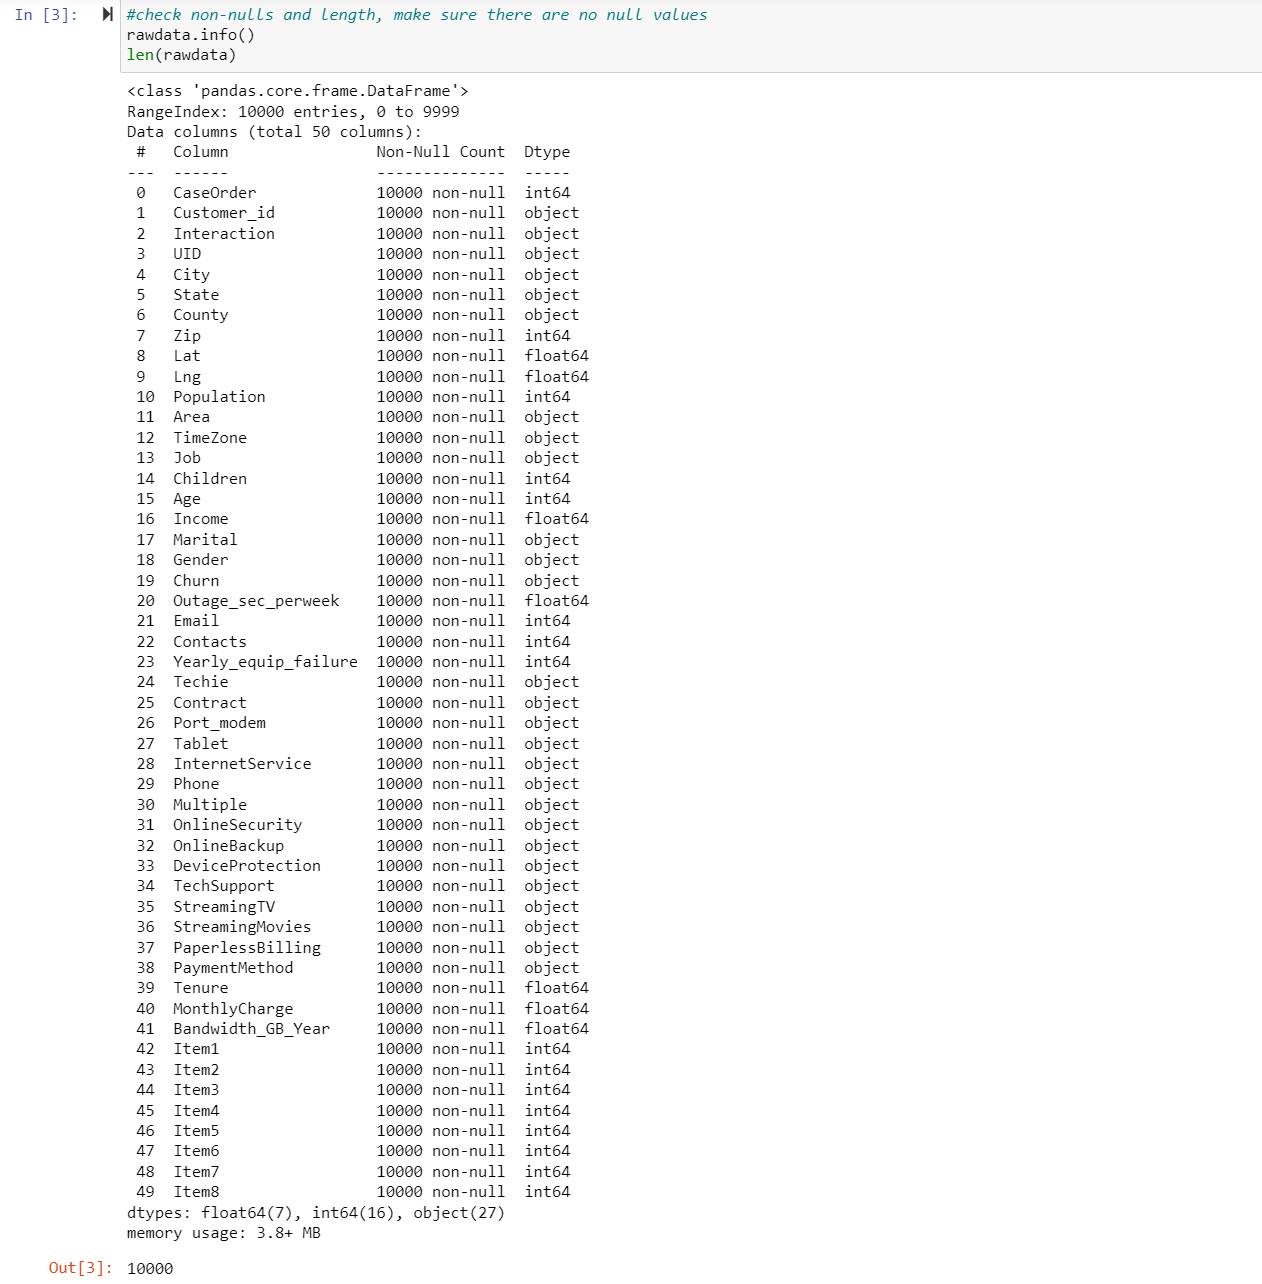 In [3]: #check non-nulls and length, make sure there are no null values
rawdata.info()
len(rawdata)
<class 'pandas.core.frame.DataFrame'>
RangeIndex: 10000 entries, 0 to 9999
Data columns (total 50 columns):
 #   Column                Non-Null Count  Dtype
---  ------                --------------  -----
 0   CaseOrder             10000 non-null  int64
 1   Customer_id           10000 non-null  object
 2   Interaction           10000 non-null  object
 3   UID                   10000 non-null  object
 4   City                  10000 non-null  object
 5   State                 10000 non-null  object
 6   County                10000 non-null  object
 7   Zip                   10000 non-null  int64
 8   Lat                   10000 non-null  float64
 9   Lng                   10000 non-null  float64
 10  Population            10000 non-null  int64
 11  Area                  10000 non-null  object
 12  TimeZone              10000 non-null  object
 13  Job                   10000 non-null  object
 14  Children              10000 non-null  int64
 15  Age                   10000 non-null  int64
 16  Income                10000 non-null  float64
 17  Marital               10000 non-null  object
 18  Gender                10000 non-null  object
 19  Churn                 10000 non-null  object
 20  Outage_sec_perweek    10000 non-null  float64
 21  Email                 10000 non-null  int64
 22  Contacts              10000 non-null  int64
 23  Yearly_equip_failure  10000 non-null  int64
 24  Techie                10000 non-null  object
 25  Contract              10000 non-null  object
 26  Port_modem            10000 non-null  object
 27  Tablet                10000 non-null  object
 28  InternetService       10000 non-null  object
 29  Phone                 10000 non-null  object
 30  Multiple              10000 non-null  object
 31  OnlineSecurity        10000 non-null  object
 32  OnlineBackup          10000 non-null  object
 33  DeviceProtection      10000 non-null  object
 34  TechSupport           10000 non-null  object
 35  StreamingTV           10000 non-null  object
 36  StreamingMovies       10000 non-null  object
 37  PaperlessBilling      10000 non-null  object
 38  PaymentMethod         10000 non-null  object
 39  Tenure                10000 non-null  float64
 40  MonthlyCharge         10000 non-null  float64
 41  Bandwidth_GB_Year     10000 non-null  float64
 42  Item1                 10000 non-null  int64
 43  Item2                 10000 non-null  int64
 44  Item3                 10000 non-null  int64
 45  Item4                 10000 non-null  int64
 46  Item5                 10000 non-null  int64
 47  Item6                 10000 non-null  int64
 48  Item7                 10000 non-null  int64
 49  Item8                 10000 non-null  int64
dtypes: float64(7), int64(16), object(27)
memory usage: 3.8+ MB
Out[3]: 10000